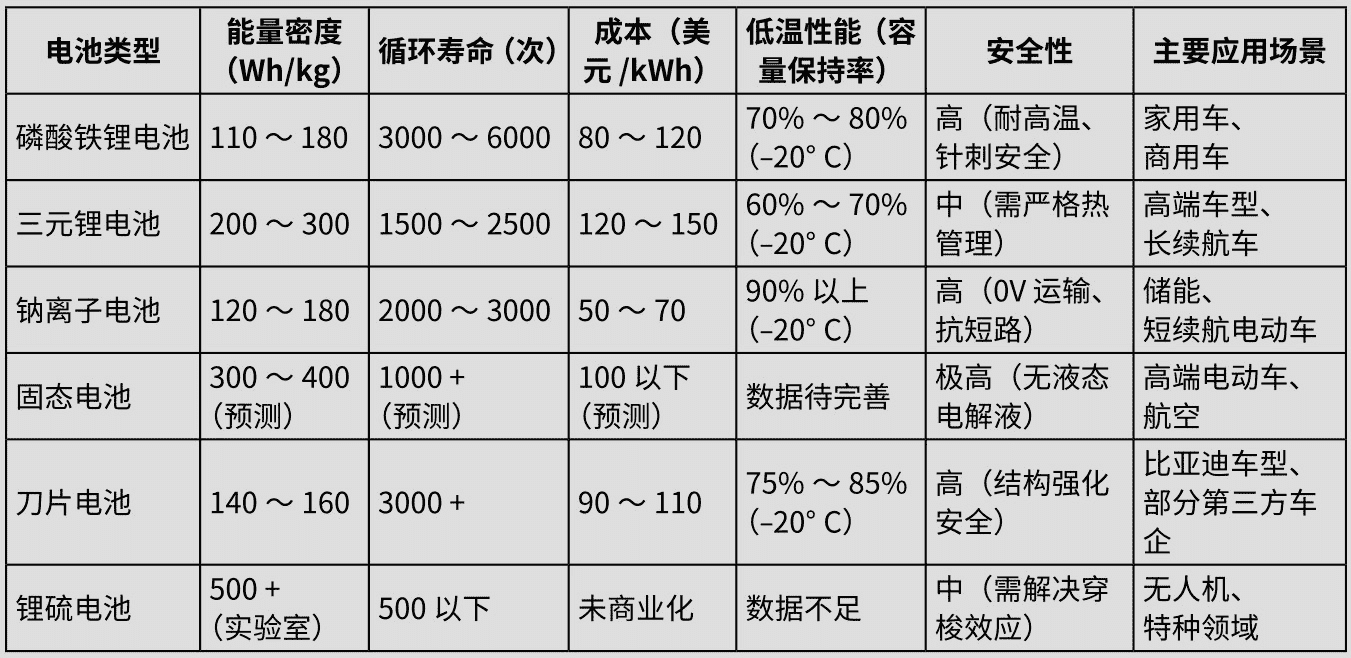 电池类型
能量密度
（Wh/kg）
循环寿命（次）
成本（美
元 /kWh）
低温性能（容
量保持率）
安全性
主要应用场景
磷酸铁锂电池
110 ～ 180
3000 ～ 6000
80 ～ 120
70% ～ 80%
（–20° C）
高（耐高温、
针刺安全）
家用车、
商用车
三元锂电池
200 ～ 300
1500 ～ 2500
120 ～ 150
60% ～ 70%
（–20° C）
中（需严格热
管理）
高端车型、
长续航车
钠离子电池
120 ～ 180
2000 ～ 3000
50 ～ 70
90% 以上
（–20° C）
高（0V 运输、
抗短路）
储能、
短续航电动车
固态电池
300 ～ 400
（预测）
1000 +
（预测）
100 以下
（预测）
数据待完善
极高（无液态
电解液）
高端电动车、
航空
刀片电池
140 ～ 160
3000 +
90 ～ 110
75% ～ 85%
（–20° C）
高（结构强化
安全）
比亚迪车型、
部分第三方车
企
锂硫电池
500 +
（实验室）
500 以下
未商业化
数据不足
中（需解决穿
梭效应）
无人机、
特种领域